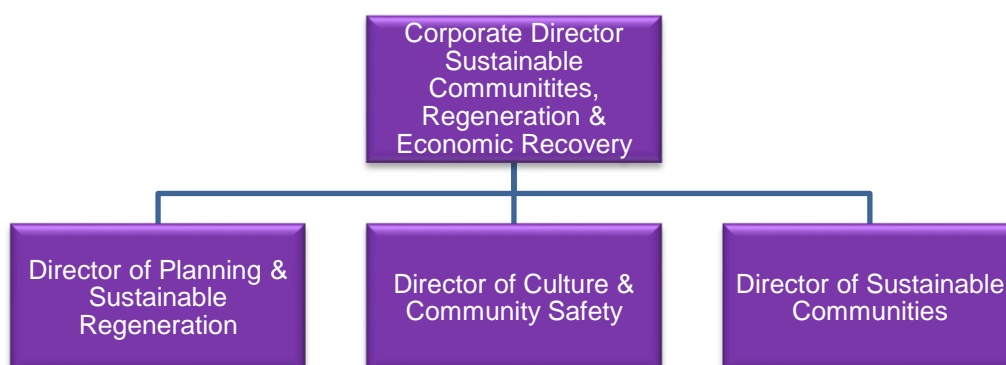 Corporate Director
Sustainable
Communitites,
Regeneration &
Economic Recovery
Director of Planning &
Sustainable
Regeneration
Director of Culture &
Community Safety
Director of Sustainable
Communities